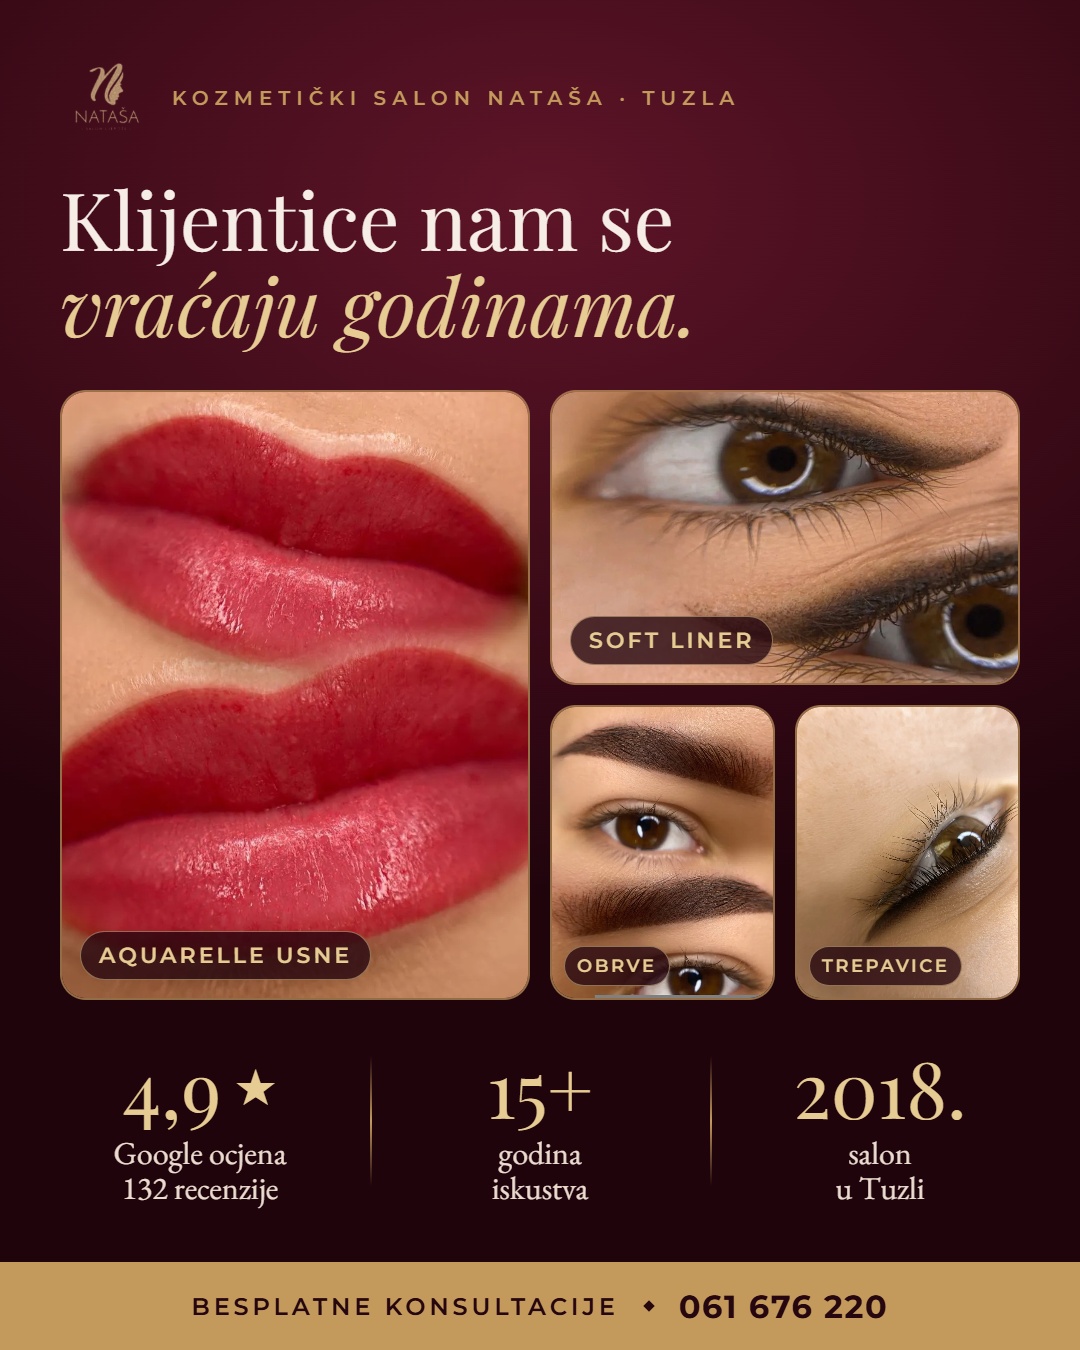 NATAŠA
KOZMETIČKI SALON NATAŠA · TUZLA
Klijentice nam se
vraćaju godinama.
SOFT LINER
AQUARELLE USNE
OBRVE
TREPAVICE
4,9 ★
Google ocjena
132 recenzije
15+
godina
iskustva
2018.
salon
u Tuzli
BESPLATNE KONSULTACIJE ◆ 061 676 220